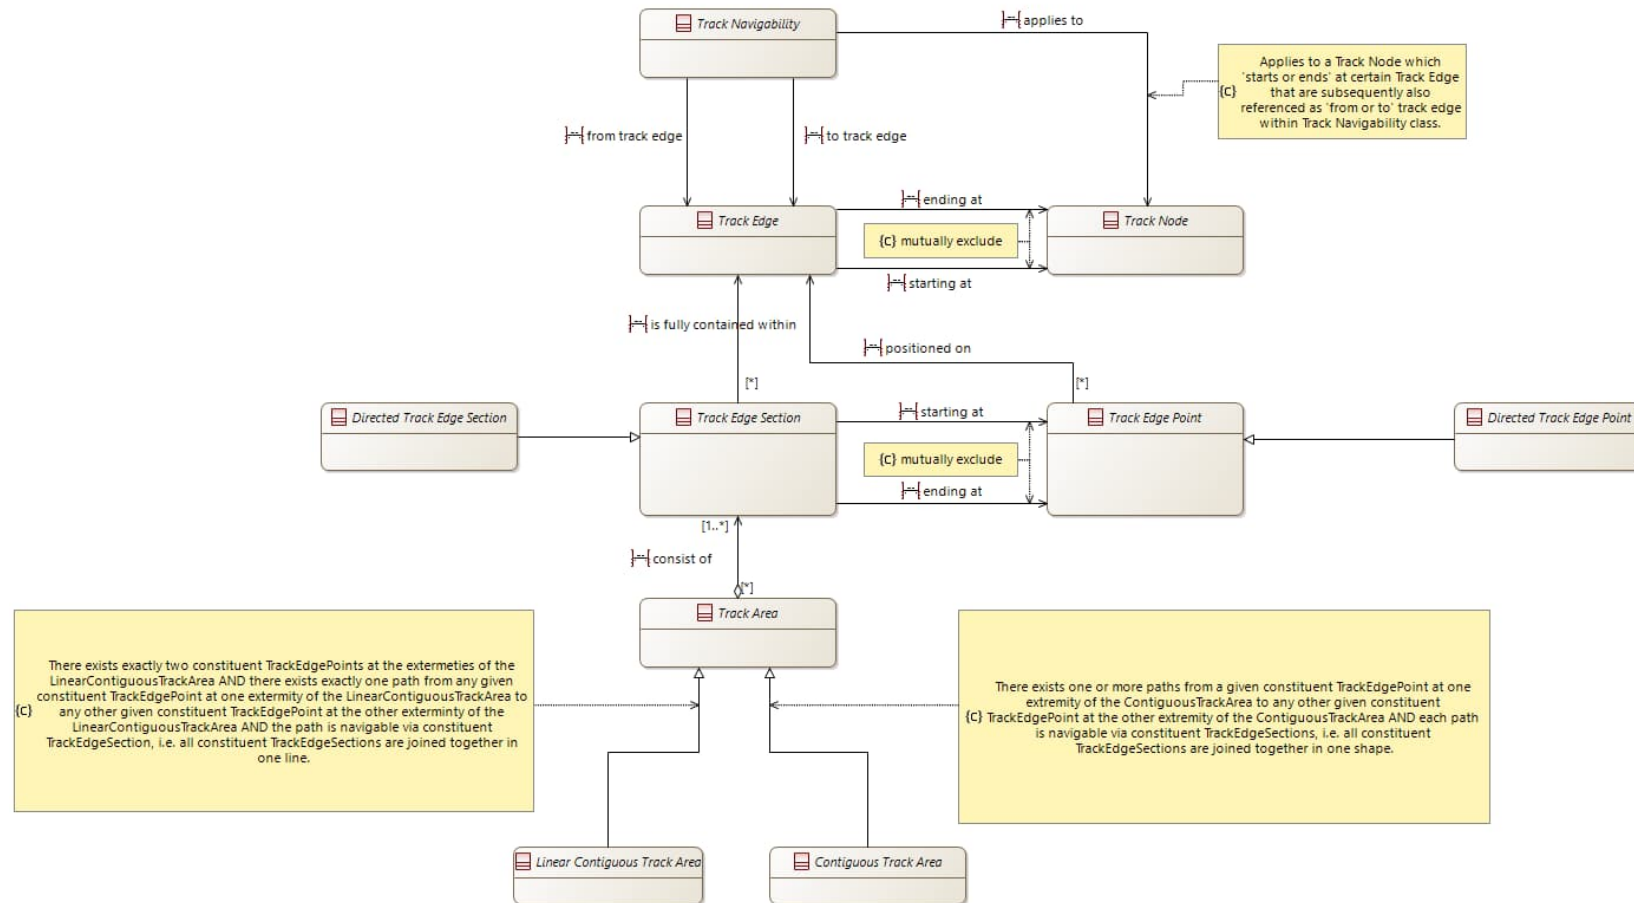 Track Navigability
applies to
Applies to a Track Node which
'starts or ends' at certain Track Edge
{C} that are subsequently also
referenced as 'from or to' track edge
within Track Navigability class.
from track edge
to track edge
ending at
Track Edge
Track Node
{C} mutually exclude
starting at
is fully contained within
positioned on
[*]
[*]
Directed Track Edge Section
Track Edge Section
starting at
Track Edge Point
Directed Track Edge Point
{C} mutually exclude
ending at
[1..*]
consist of
[*]
Track Area
There exists exactly two constituent TrackEdgePoints at the extermeties of the
LinearContiguousTrackArea AND there exists exactly one path from any given
constituent TrackEdgePoint at one extermity of the LinearContiguousTrackArea to
{C} any other given constituent TrackEdgePoint at the other exterminty of the
LinearContiguousTrackArea AND the path is navigable via constituent
TrackEdgeSection, i.e. all constituent TrackEdgeSections are joined together in
one line.
There exists one or more paths from a given constituent TrackEdgePoint at one
extremity of the ContiguousTrackArea to any other given constituent
{C} TrackEdgePoint at the other extremity of the ContiguousTrackArea AND each path
is navigable via constituent TrackEdgeSections, i.e. all constituent
TrackEdgeSections are joined together in one shape.
Linear Contiguous Track Area
Contiguous Track Area